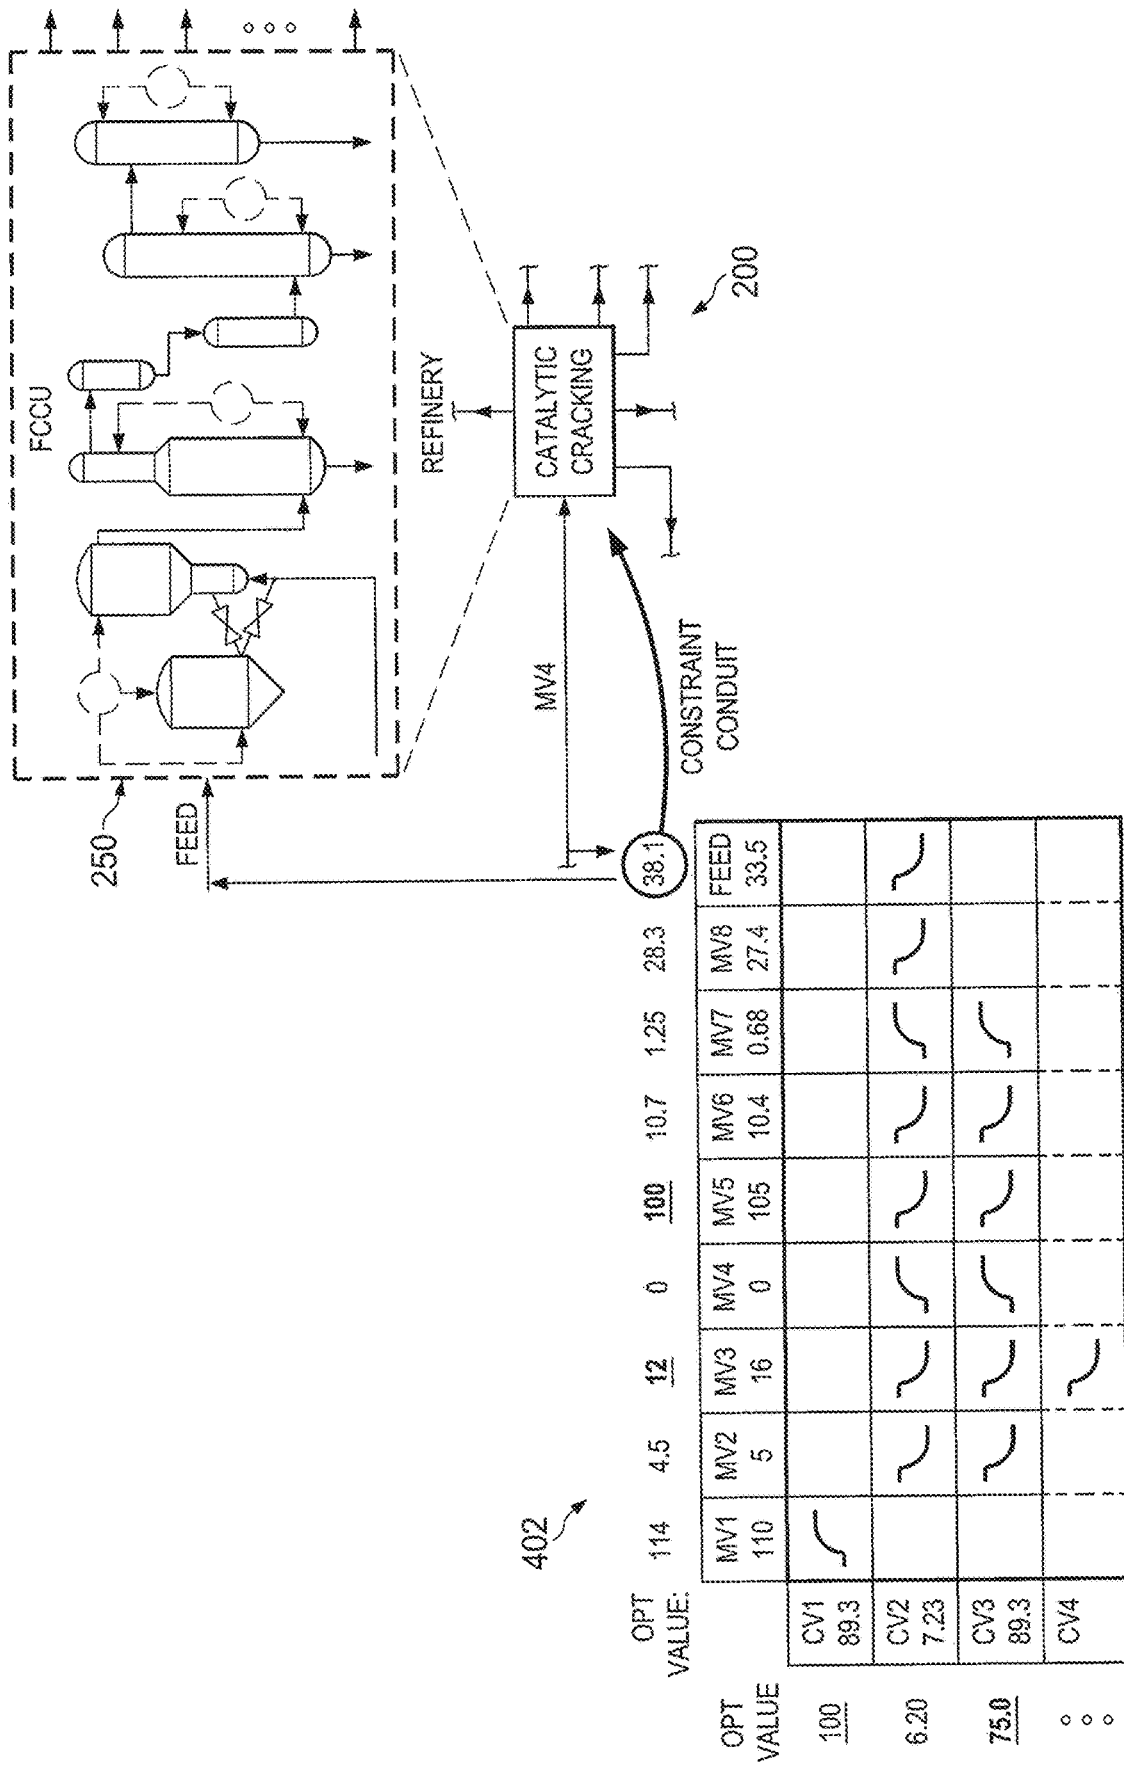 FCCU
250
FEED
REFINERY
CATALYTIC
CRACKING
200
MV4
CONSTRAINT
CONDUIT
402
OPT
VALUE:
114
4.5
12
0
100
10.7
1.25
28.3
38.1
OPT
VALUE
MV1
110
MV2
5
MV3
16
MV4
0
MV5
105
MV6
10.4
MV7
0.68
MV8
27.4
FEED
33.5
100
CV1
89.3
6.20
CV2
7.23
75.0
CV3
89.3
CV4